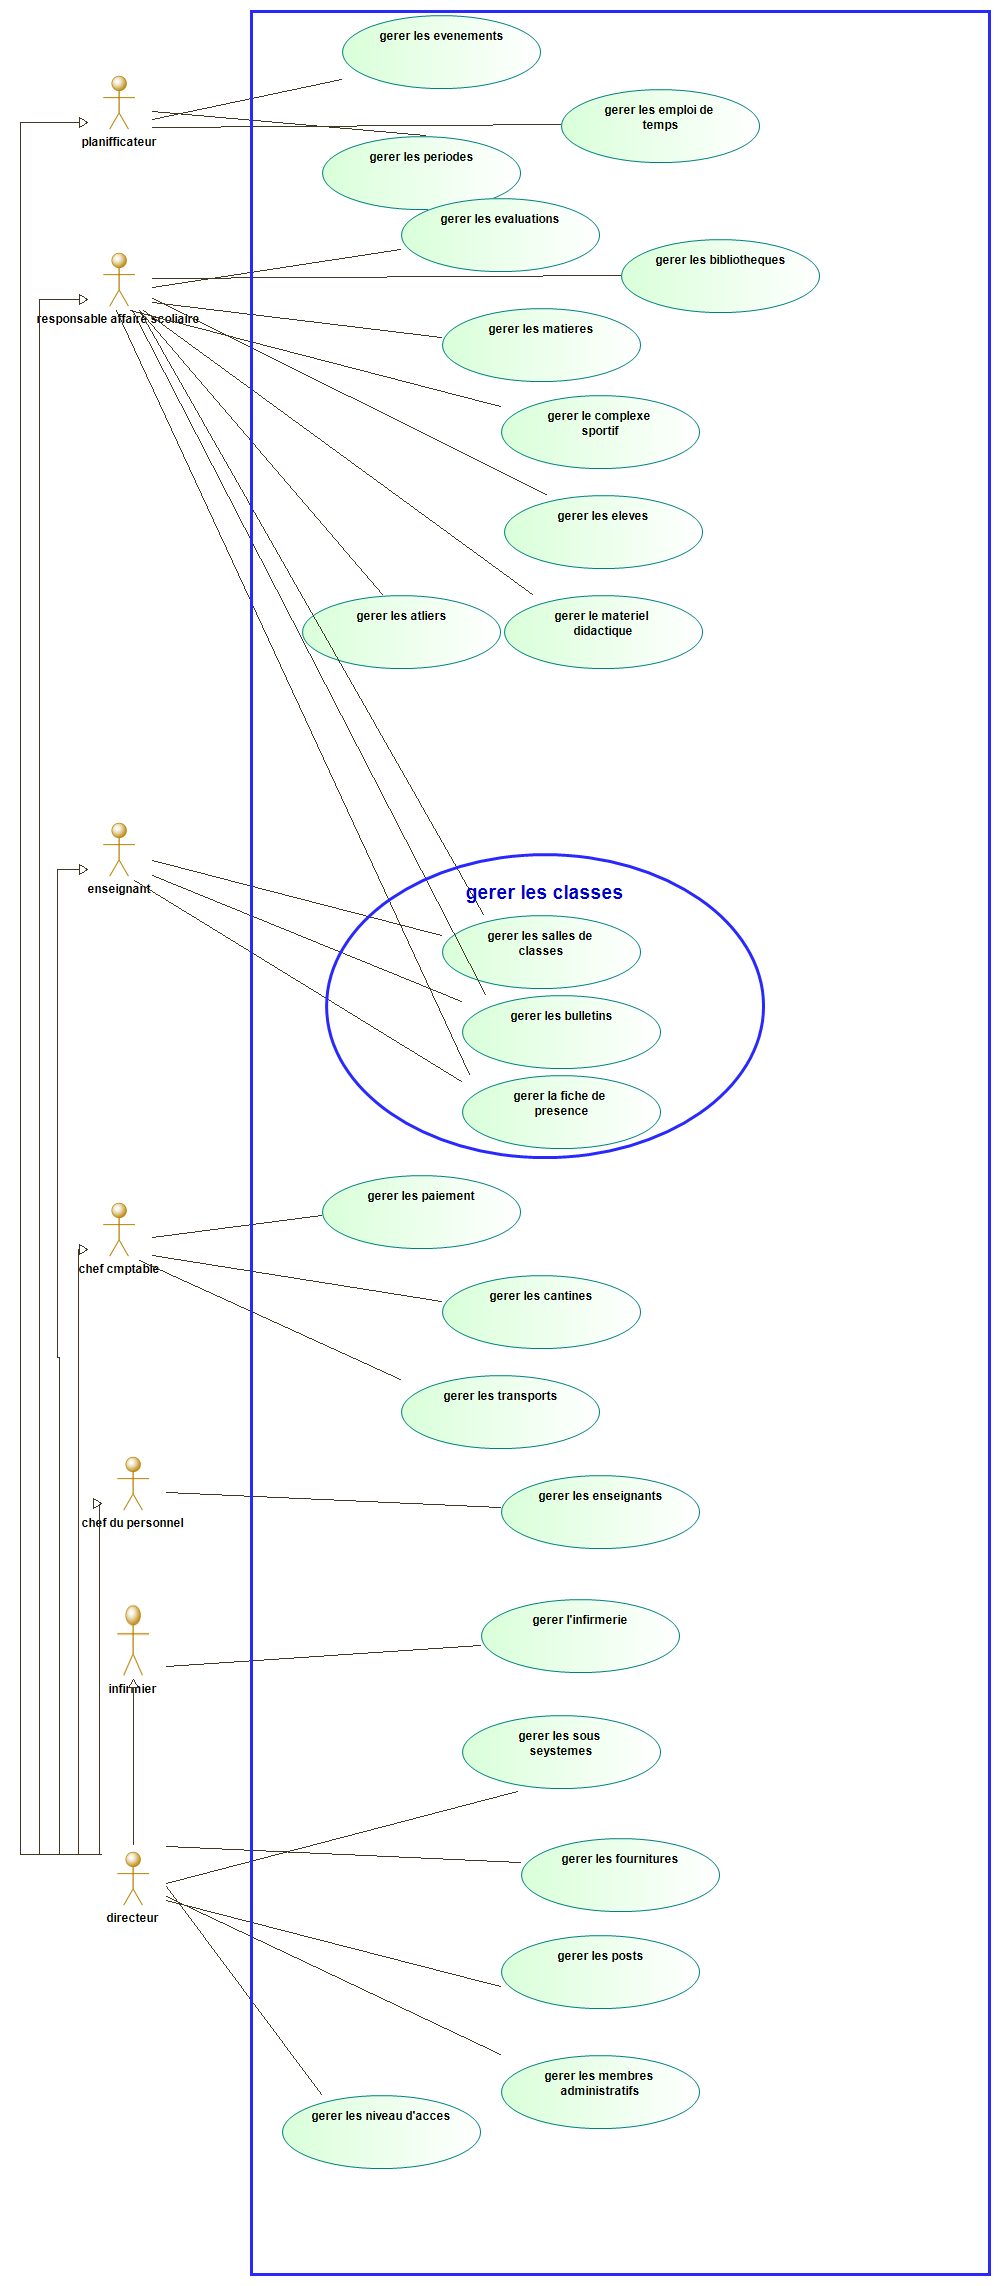 gerer les evenements
gerer les emploi de
temps
planifficateur
gerer les periodes
gerer les evaluations
gerer les bibliotheques
responsable affaire scoliaire
gerer les matieres
gerer le complexe
sportif
gerer les eleves
gerer les atliers
gerer le materiel
didactique
enseignant
gerer les classes
gerer les salles de
classes
gerer les bulletins
gerer la fiche de
presence
gerer les paiement
chef cmptable
gerer les cantines
gerer les transports
gerer les enseignants
chef du personnel
gerer l'infirmerie
infirmier
gerer les sous
seystemes
gerer les fournitures
directeur
gerer les posts
gerer les membres
administratifs
gerer les niveau d'acces